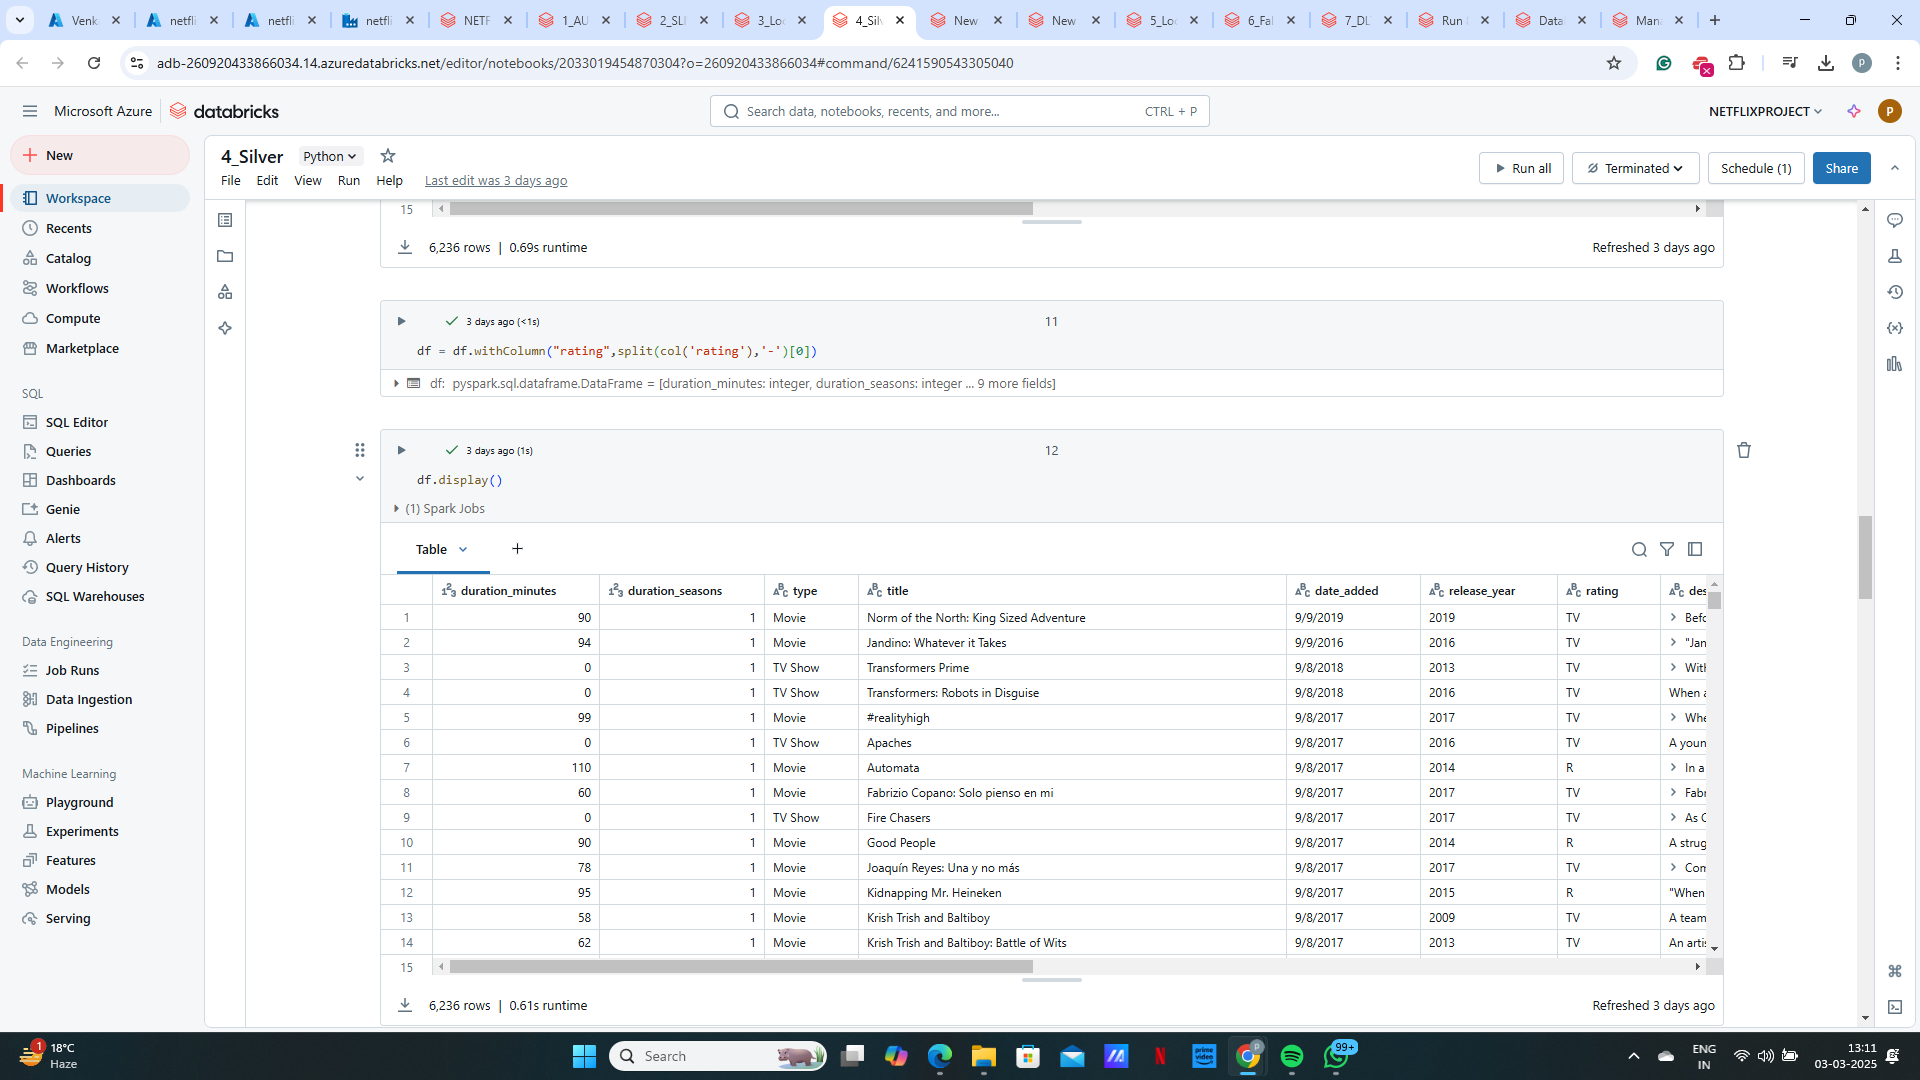 Venk
netfli
netfli
netfli
NETF
1_AU
2_SL
3_Loo
4_Silv
New
New
5_Loo
6_Fal
7_DL
Run
Data
Man
adb-260920433866034.14.azuredatabricks.net/editor/notebooks/2033019454870304?o=260920433866034#command/6241590543305040
P
Microsoft Azure
databricks
Search data, notebooks, recents, and more...
CTRL + P
NETFLIXPROJECT
P
New
Workspace
Recents
Catalog
Workflows
Compute
Marketplace
SQL
SQL Editor
Queries
Dashboards
Genie
Alerts
Query History
SQL Warehouses
Data Engineering
Job Runs
Data Ingestion
Pipelines
Machine Learning
Playground
Experiments
Features
Models
Serving
4_Silver
Python
File Edit View Run Help Last edit was 3 days ago
Run all
Terminated
Schedule (1)
Share
15
6,236 rows | 0.69s runtime
Refreshed 3 days ago
3 days ago (<1s)
11
df = df.withColumn("rating",split(col('rating'),'-')[0])
df: pyspark.sql.dataframe.DataFrame = [duration_minutes: integer, duration_seasons: integer ... 9 more fields]
3 days ago (1s)
12
df.display()
(1) Spark Jobs
Table
duration_minutes duration_seasons type title date_added release_year rating des
1 90 1 Movie Norm of the North: King Sized Adventure 9/9/2019 2019 TV Befo
2 94 1 Movie Jandino: Whatever it Takes 9/9/2016 2016 TV "Jan
3 0 1 TV Show Transformers Prime 9/8/2018 2013 TV With
4 0 1 TV Show Transformers: Robots in Disguise 9/8/2018 2016 TV When a
5 99 1 Movie #realityhigh 9/8/2017 2017 TV Whe
6 0 1 TV Show Apaches 9/8/2017 2016 TV A youn
7 110 1 Movie Automata 9/8/2017 2014 R In a
8 60 1 Movie Fabrizio Copano: Solo pienso en mi 9/8/2017 2017 TV Fabr
9 0 1 TV Show Fire Chasers 9/8/2017 2017 TV As C
10 90 1 Movie Good People 9/8/2017 2014 R A strug
11 78 1 Movie Joaquín Reyes: Una y no más 9/8/2017 2017 TV Com
12 95 1 Movie Kidnapping Mr. Heineken 9/8/2017 2015 R "When
13 58 1 Movie Krish Trish and Baltiboy 9/8/2017 2009 TV A team
14 62 1 Movie Krish Trish and Baltiboy: Battle of Wits 9/8/2017 2013 TV An arti
15
6,236 rows | 0.61s runtime
Refreshed 3 days ago
1
18°C
Haze
Search
prime video
99+
ENG
IN
13:11
03-03-2025